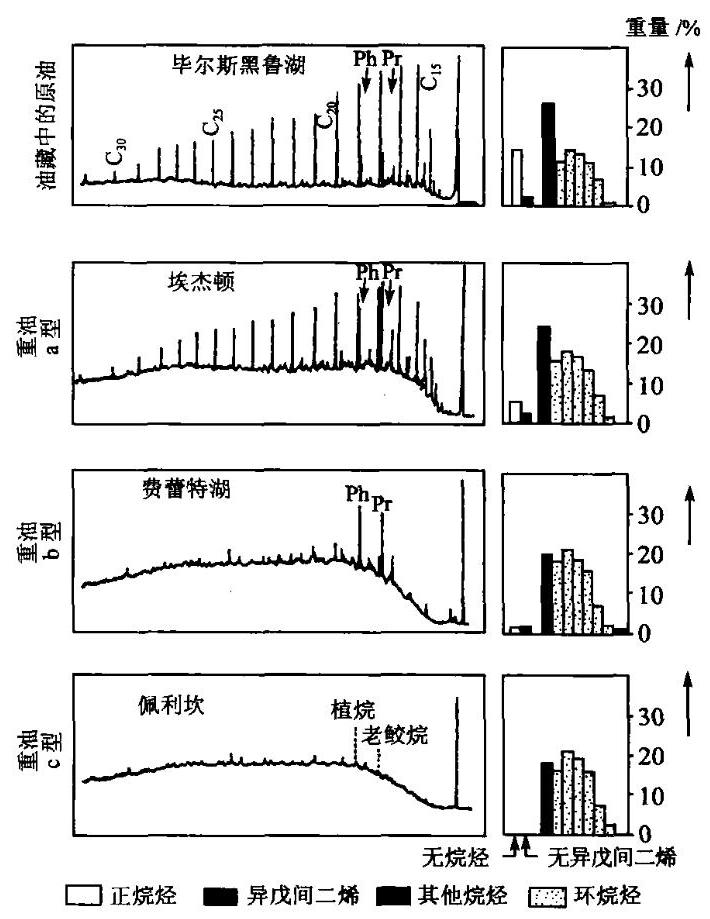 重量/%
油藏中的原油
毕尔斯黑鲁湖
C30
C25
C20
Ph
Pr
C15
30
20
10
0
重油
a型
埃杰顿
Ph
Pr
30
20
10
0
重油
b型
费蕾特湖
Ph
Pr
30
20
10
0
重油
c型
佩利坎
植烷
老鲛烷
30
20
10
0
无烷烃
无异戊间二烯
正烷烃
异戊间二烯
其他烷烃
环烷烃